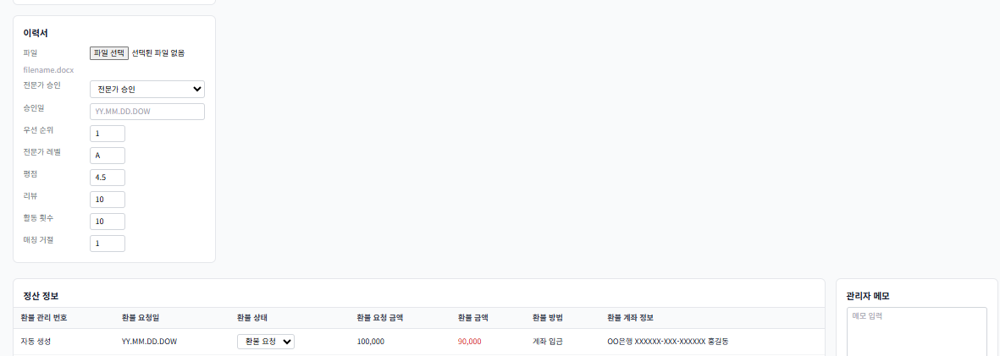 이력서
파일 파일 선택 선택된 파일 없음
filename.docx
전문가 승인 전문가 승인
승인일 YY.MM.DD.DOW
우선 순위 1
전문가 레벨 A
평점 4.5
리뷰 10
활동 횟수 10
매칭 거절 1
정산 정보
환불 관리 번호 환불 요청일 환불 상태 환불 요청 금액 환불 금액 환불 방법 환불 계좌 정보
자동 생성 YY.MM.DD.DOW 환불 요청 100,000 90,000 계좌 입금 OO은행 XXXXXX-XXX-XXXXXX 홍길동
관리자 메모
메모 입력